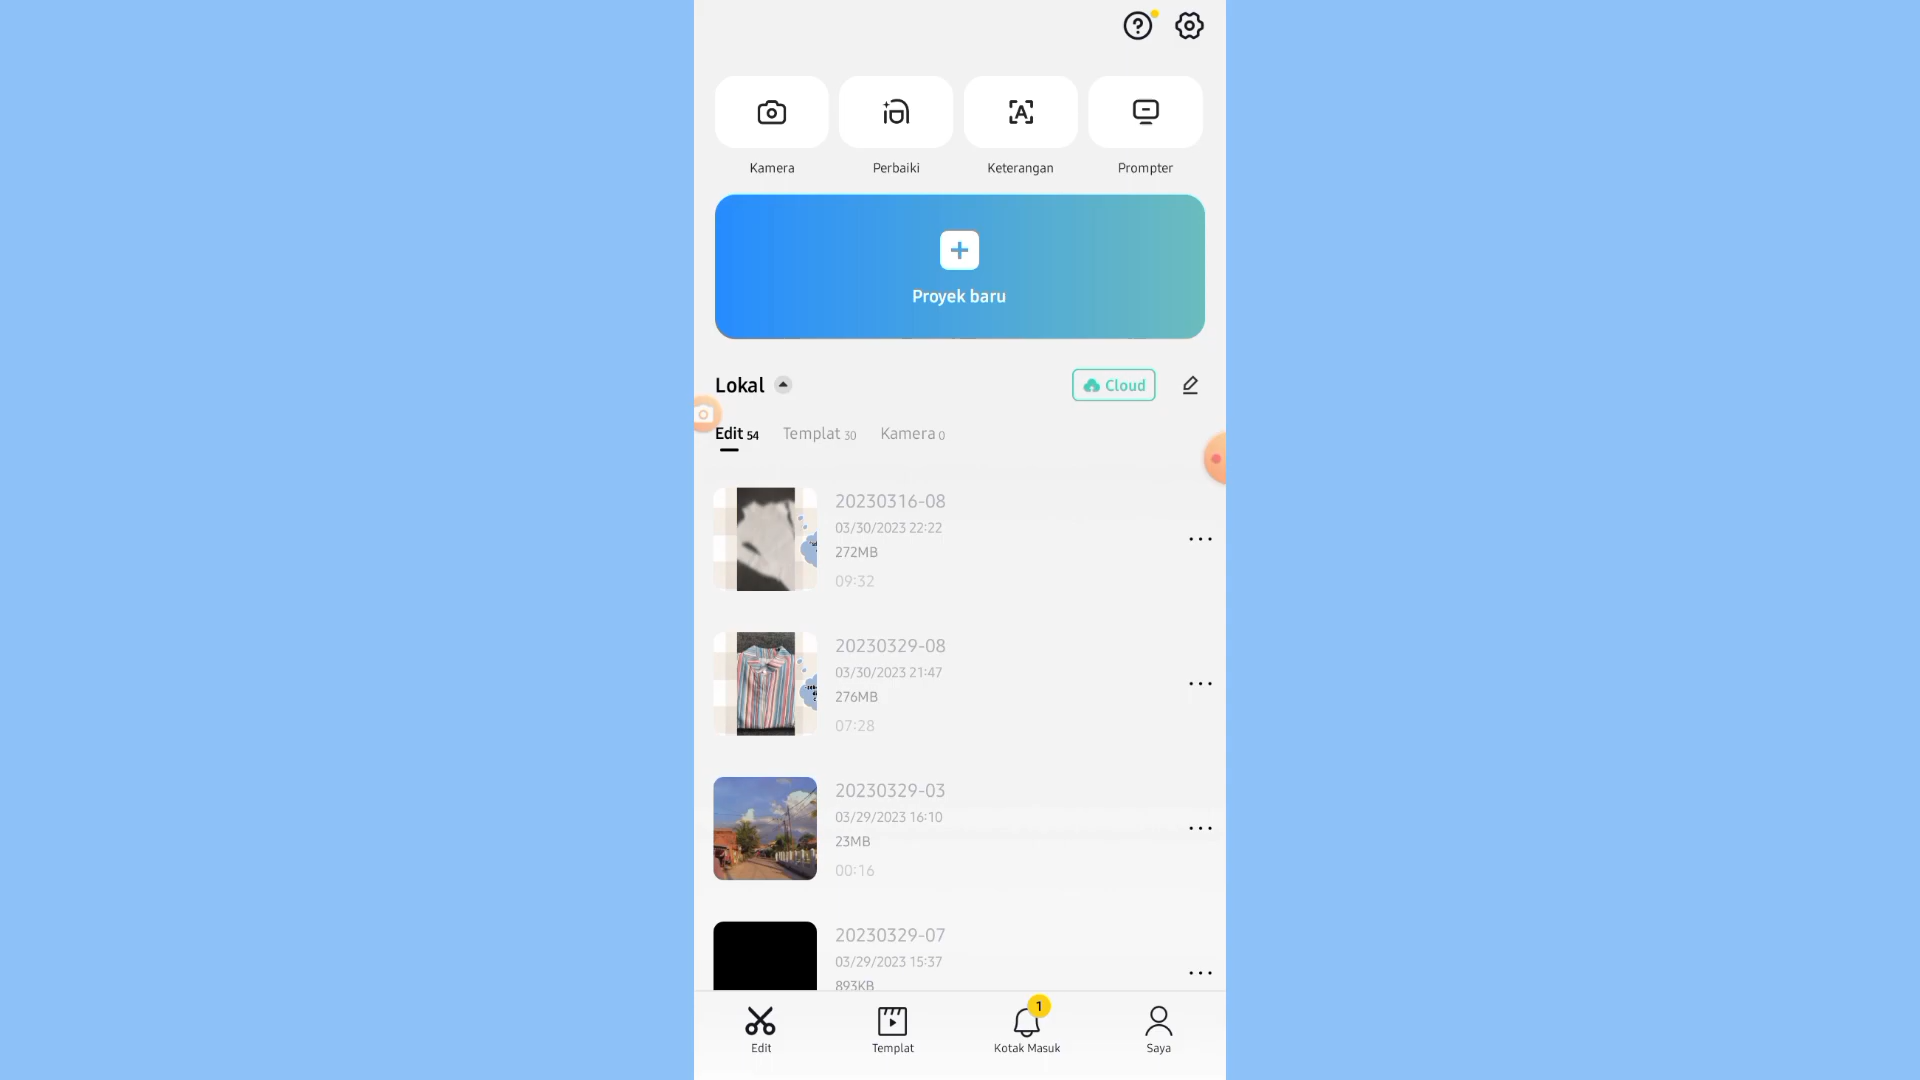 Kamera Perbaiki Keterangan Prompter
Proyek baru
Lokal
Cloud
Edit 54 Templat 30 Kamera 0
20230316-08
03/30/2023 22:22
272MB
09:32
20230329-08
03/30/2023 21:47
276MB
07:28
20230329-03
03/29/2023 16:10
23MB
00:16
20230329-07
03/29/2023 15:37
893KB
1
Edit Templat Kotak Masuk Saya